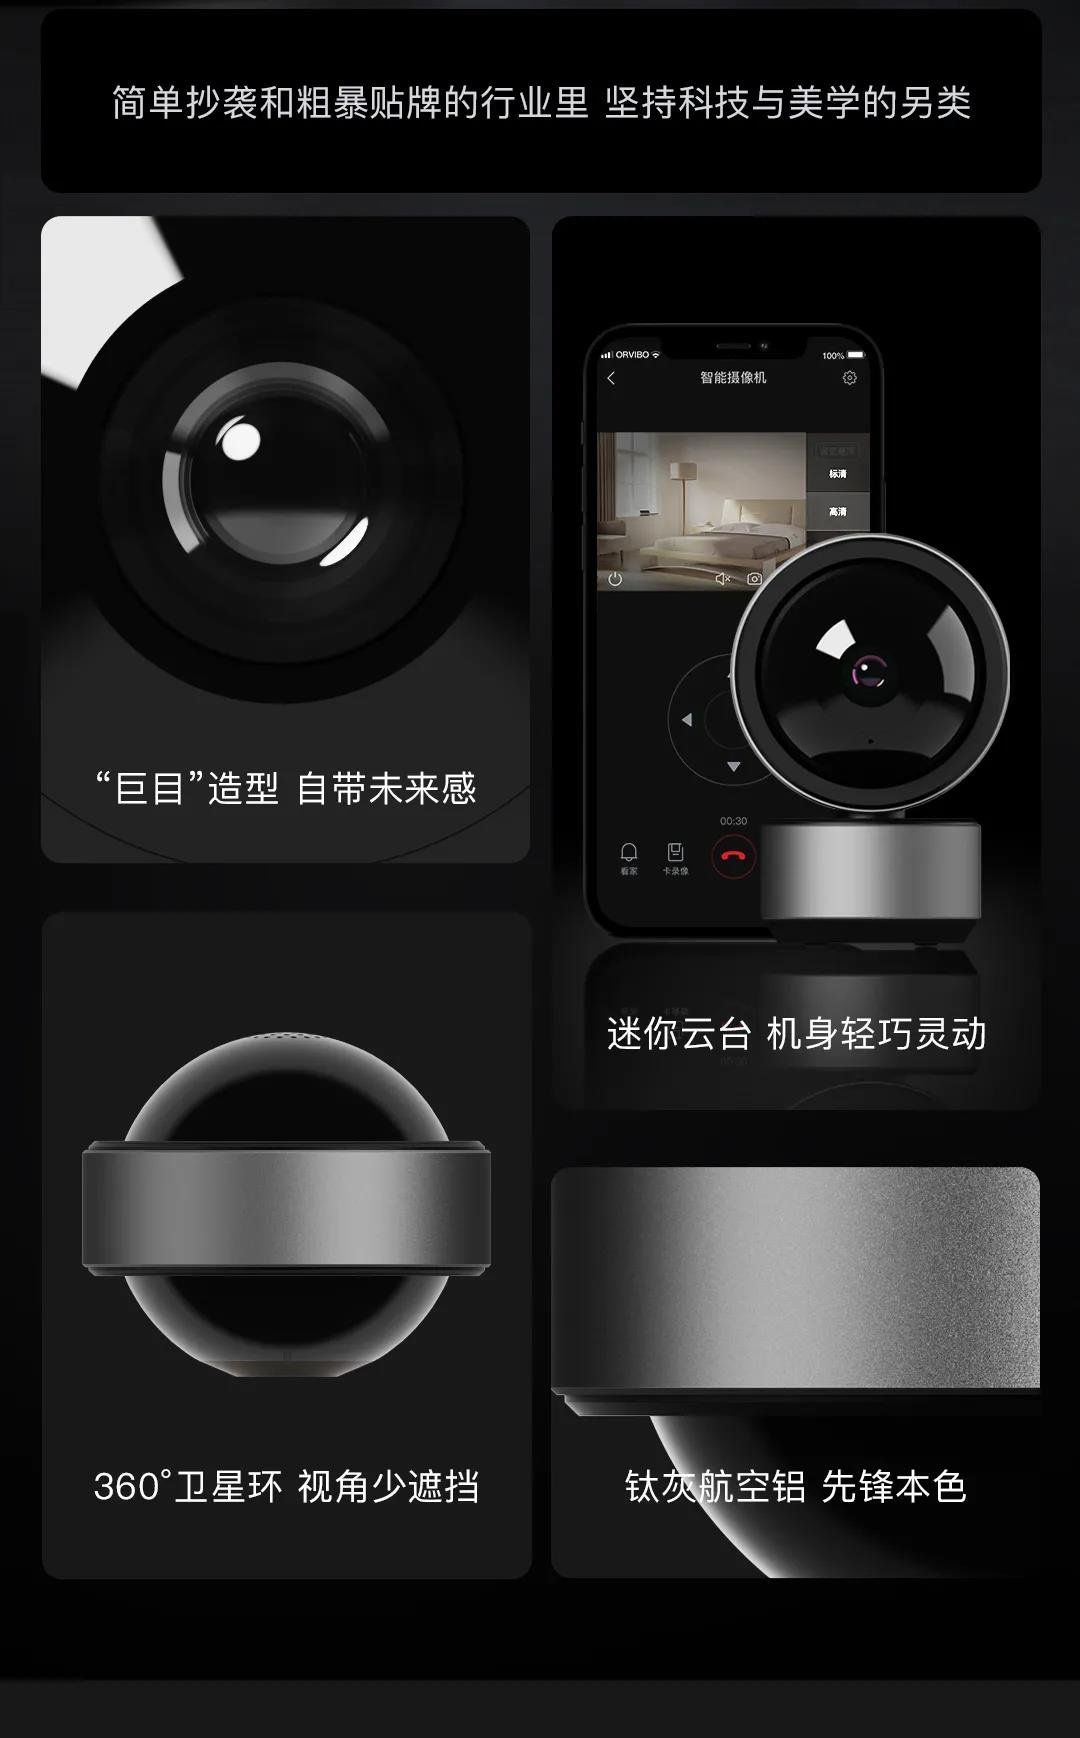 简单抄袭和粗暴贴牌的行业里 坚持科技与美学的另类
ORVIBO
100%
智能摄像机
标清
高清
00:30
看家
卡录像
“巨目”造型 自带未来感
迷你云台 机身轻巧灵动
360°卫星环 视角少遮挡
钛灰航空铝 先锋本色